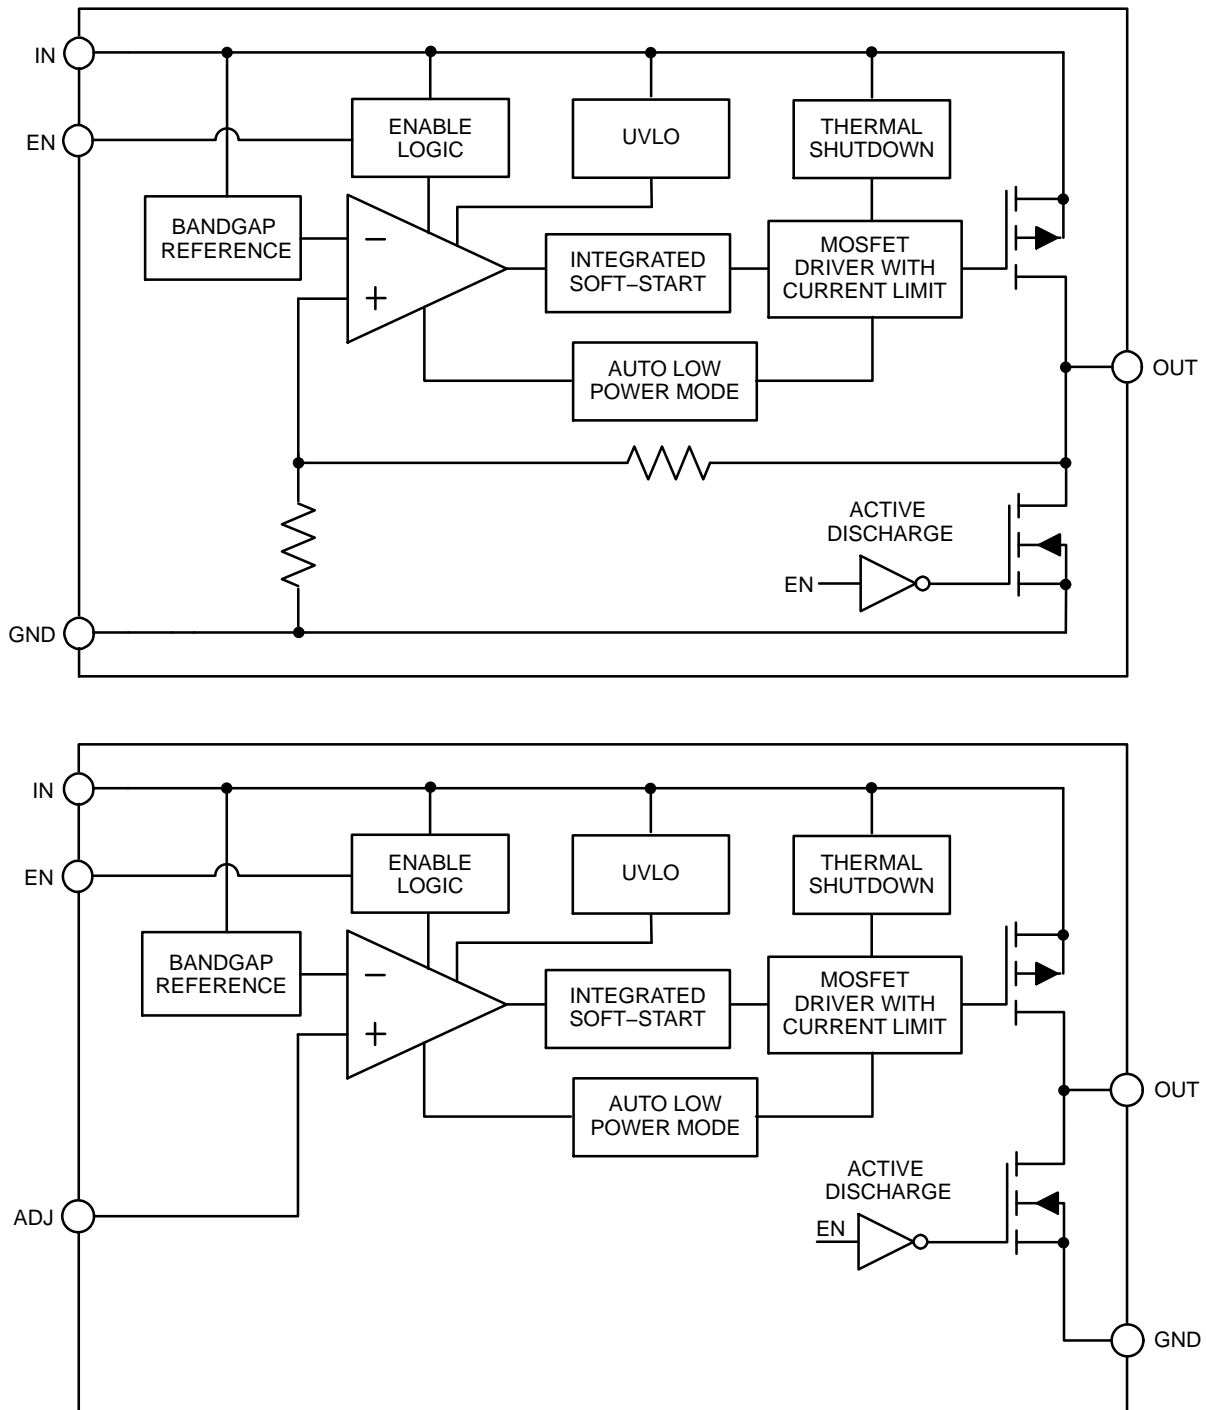 IN
ENABLE
LOGIC
UVLO
THERMAL
SHUTDOWN
EN
BANDGAP
REFERENCE
−
+
INTEGRATED
SOFT−START
MOSFET
DRIVER WITH
CURRENT LIMIT
AUTO LOW
POWER MODE
OUT
ACTIVE
DISCHARGE
EN
GND
IN
ENABLE
LOGIC
UVLO
THERMAL
SHUTDOWN
EN
BANDGAP
REFERENCE
−
+
INTEGRATED
SOFT−START
MOSFET
DRIVER WITH
CURRENT LIMIT
AUTO LOW
POWER MODE
OUT
ACTIVE
DISCHARGE
ADJ
EN
GND